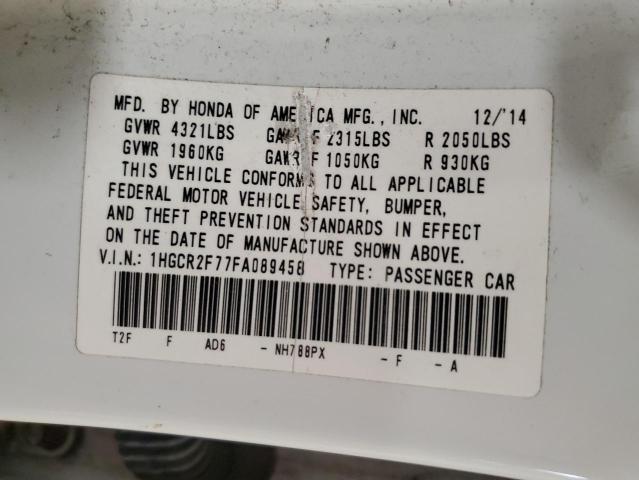 MFD. BY HONDA OF AMERICA MFG., INC. 12/'14
GVWR 4321LBS GAWR F 2315LBS R 2050LBS
GVWR 1960KG GAWR F 1050KG R 930KG
THIS VEHICLE CONFORMS TO ALL APPLICABLE
FEDERAL MOTOR VEHICLE SAFETY, BUMPER,
AND THEFT PREVENTION STANDARDS IN EFFECT
ON THE DATE OF MANUFACTURE SHOWN ABOVE.
V.I.N.: 1HGCR2F77FA089458 TYPE: PASSENGER CAR
T2F F AD6 - NH788PX - F - A